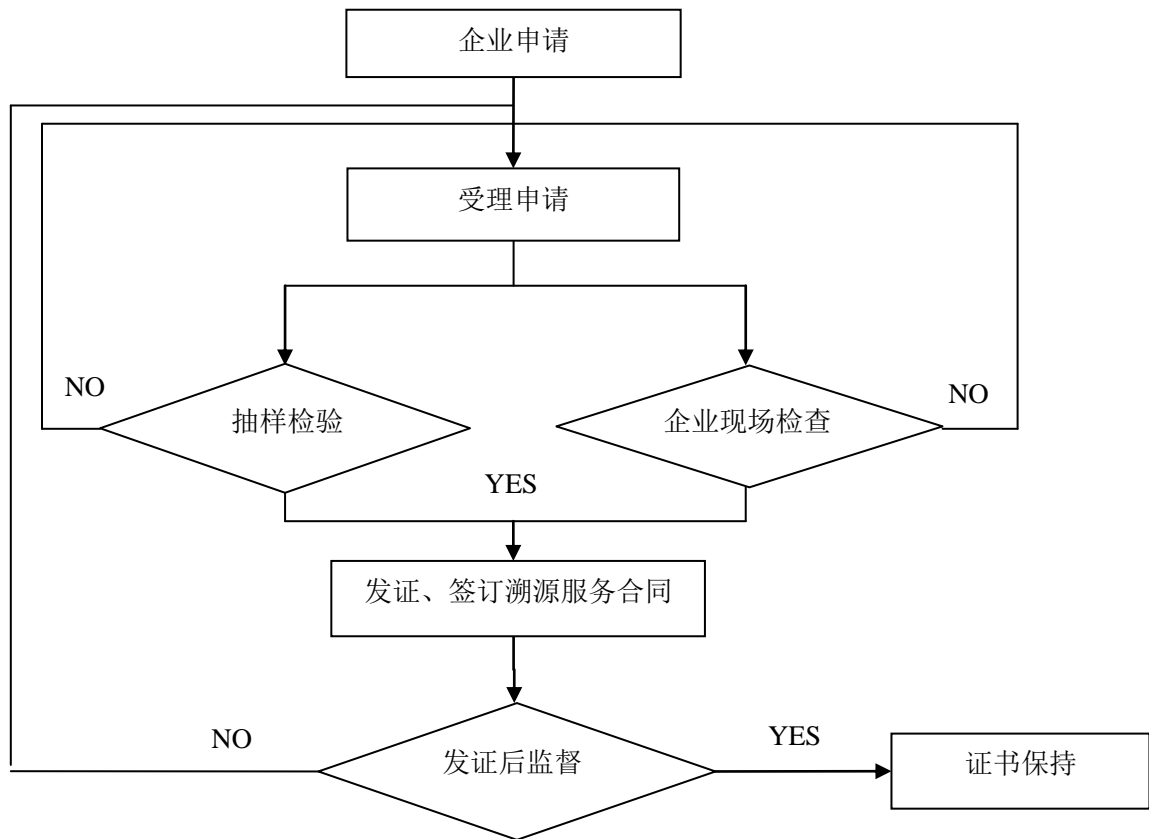 企业申请
受理申请
NO
抽样检验
企业现场检查
NO
YES
发证、签订溯源服务合同
NO
发证后监督
YES
证书保持